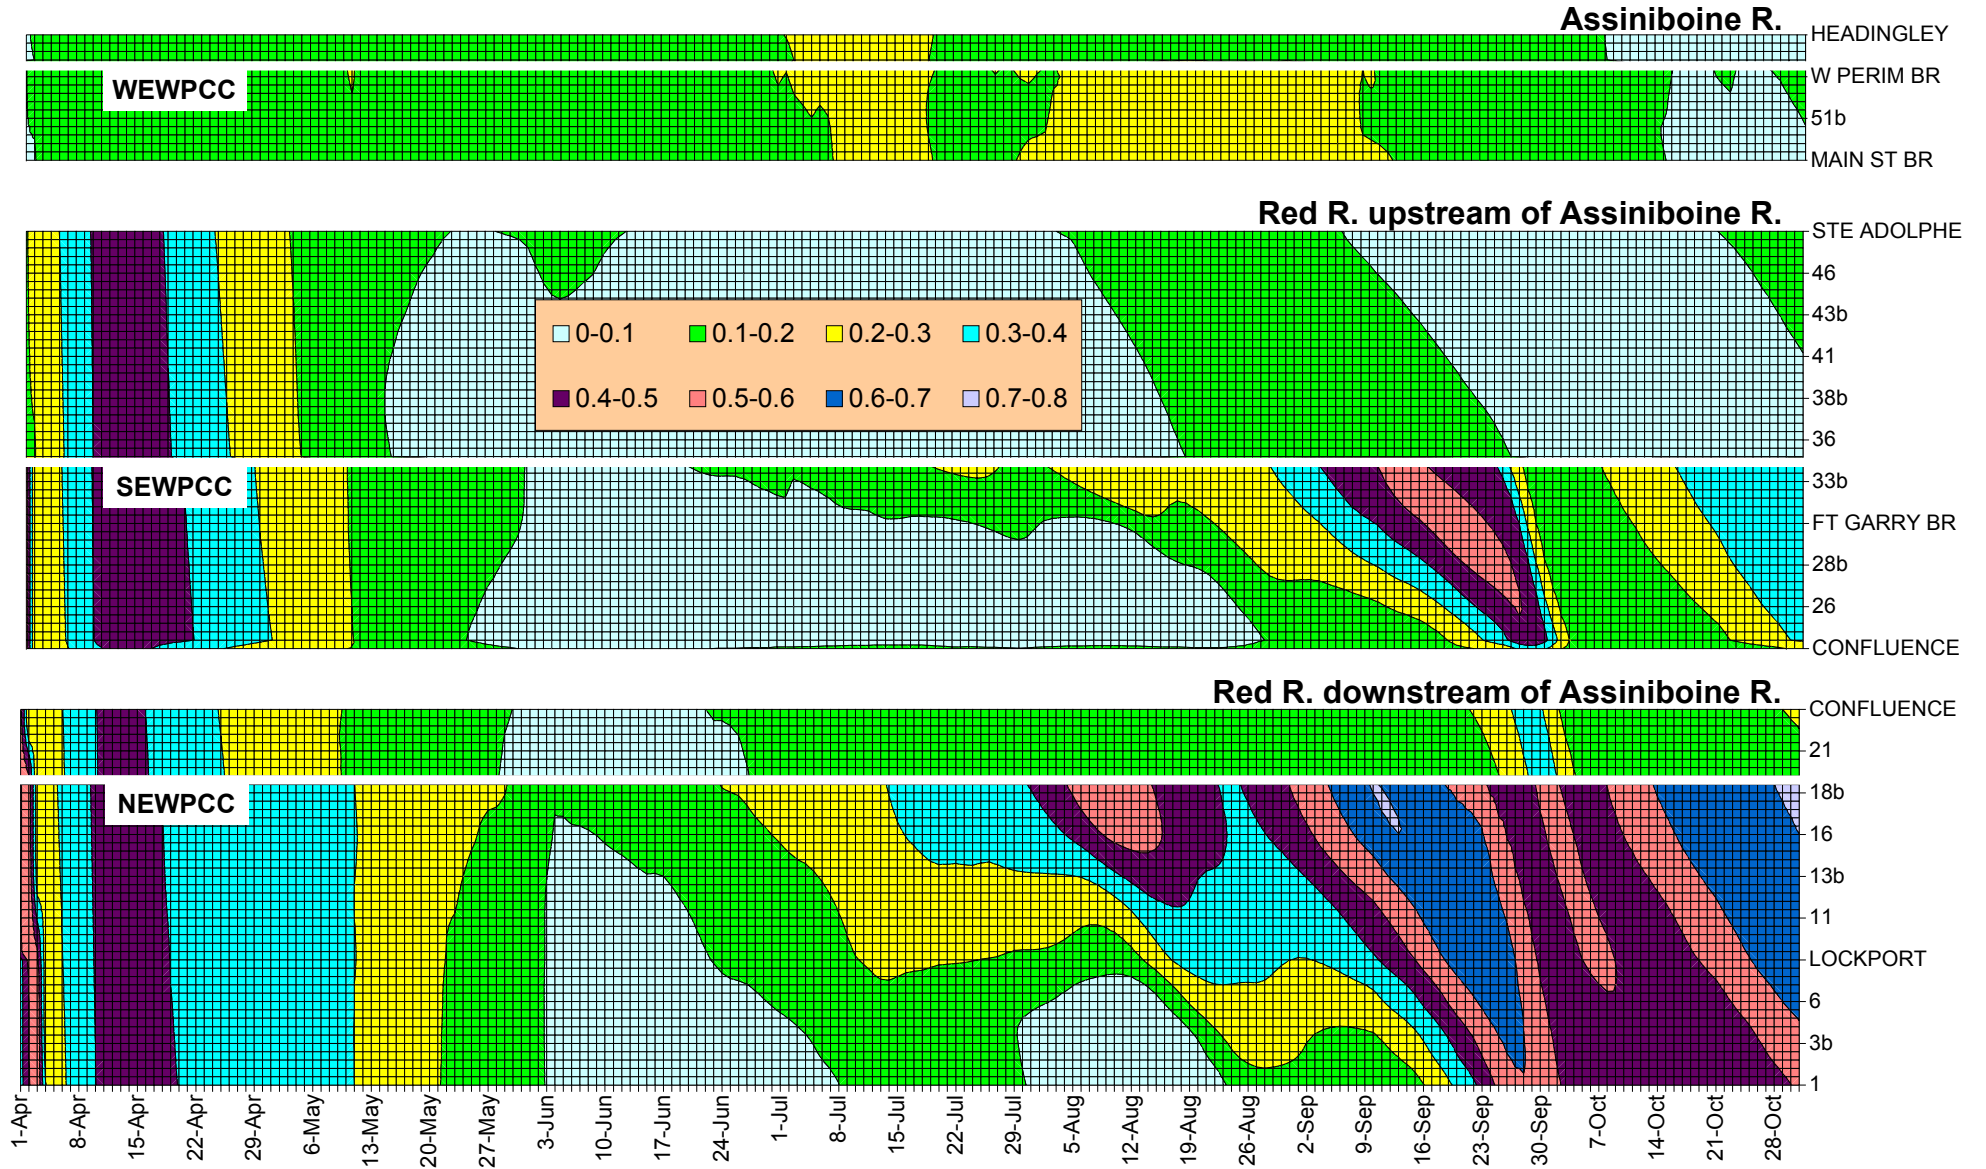 Assiniboine R.
HEADINGLEY
WEWPCC
W PERIM BR
51b
MAIN ST BR
Red R. upstream of Assiniboine R.
STE ADOLPHE
46
43b
41
38b
36
0-0.1 0.1-0.2 0.2-0.3 0.3-0.4
0.4-0.5 0.5-0.6 0.6-0.7 0.7-0.8
SEWPCC
33b
FT GARRY BR
28b
26
CONFLUENCE
Red R. downstream of Assiniboine R.
CONFLUENCE
21
NEWPCC
18b
16
13b
11
LOCKPORT
6
3b
1
1-Apr
8-Apr
15-Apr
22-Apr
29-Apr
6-May
13-May
20-May
27-May
3-Jun
10-Jun
17-Jun
24-Jun
1-Jul
8-Jul
15-Jul
22-Jul
29-Jul
5-Aug
12-Aug
19-Aug
26-Aug
2-Sep
9-Sep
16-Sep
23-Sep
30-Sep
7-Oct
14-Oct
21-Oct
28-Oct